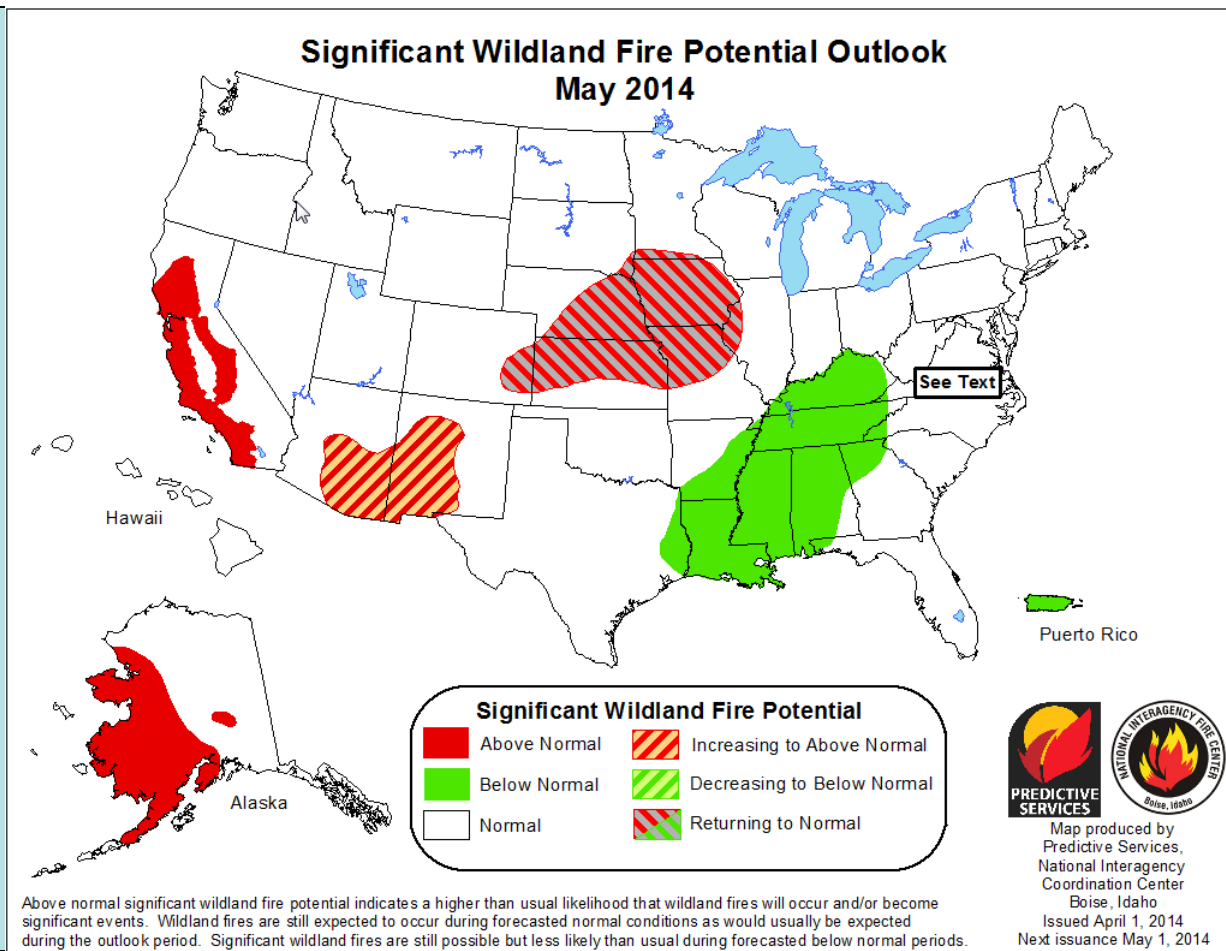 Significant Wildland Fire Potential Outlook
May 2014
See Text
Hawaii
Puerto Rico
Alaska
Significant Wildland Fire Potential
Above Normal
Increasing to Above Normal
Below Normal
Decreasing to Below Normal
Normal
Returning to Normal
PREDICTIVE
SERVICES
NATIONAL INTERAGENCY FIRE CENTER
Boise, Idaho
Map produced by
Predictive Services,
National Interagency
Coordination Center
Boise, Idaho
Issued April 1, 2014
Next issuance May 1, 2014
Above normal significant wildland fire potential indicates a higher than usual likelihood that wildland fires will occur and/or become
significant events.  Wildland fires are still expected to occur during forecasted normal conditions as would usually be expected
during the outlook period.  Significant wildland fires are still possible but less likely than usual during forecasted below normal periods.